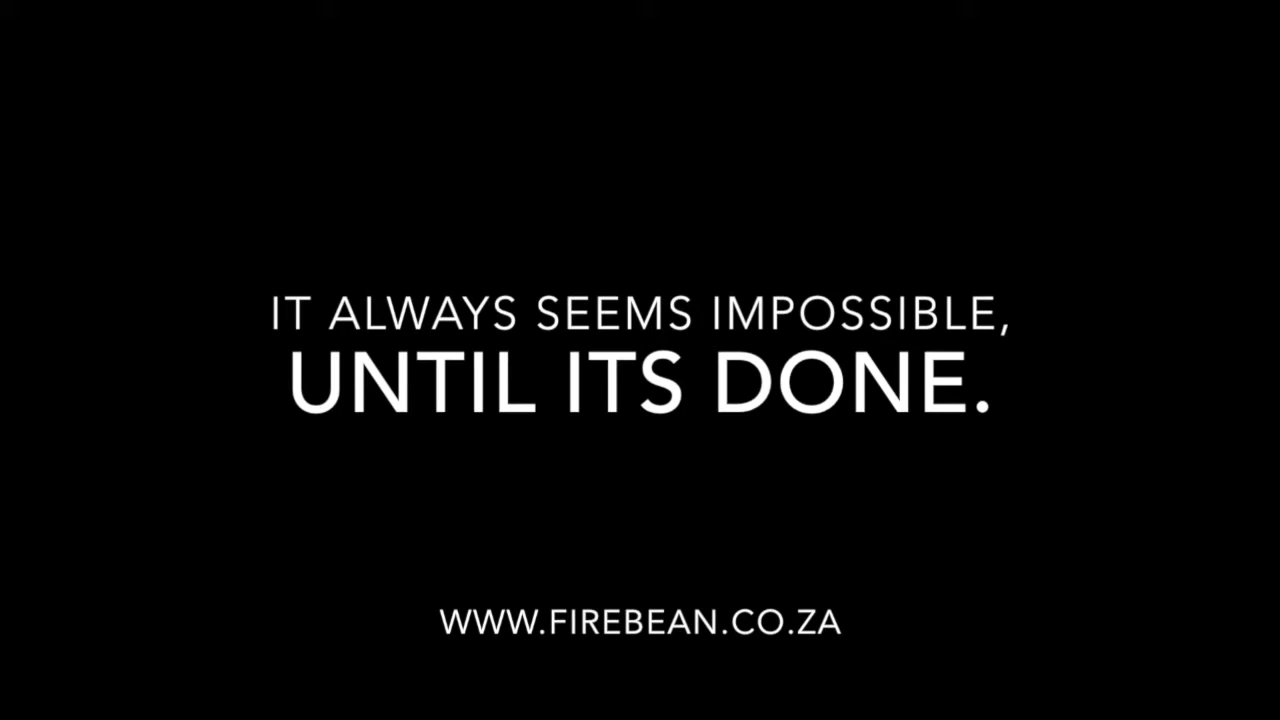 IT ALWAYS SEEMS IMPOSSIBLE,
UNTIL ITS DONE.
WWW.FIREBEAN.CO.ZA